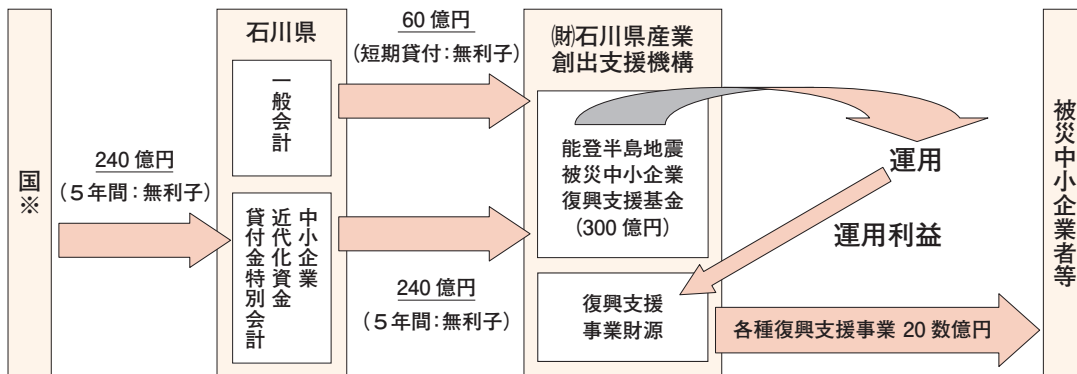 国※
240 億円
(5年間:無利子)
石川県
一般会計
中小企業
近代化資金
貸付金特別会計
60 億円
(短期貸付:無利子)
240 億円
(5年間:無利子)
㈶石川県産業
創出支援機構
能登半島地震
被災中小企業
復興支援基金
(300 億円)
復興支援
事業財源
運用
運用利益
各種復興支援事業 20 数億円
被災中小企業者等